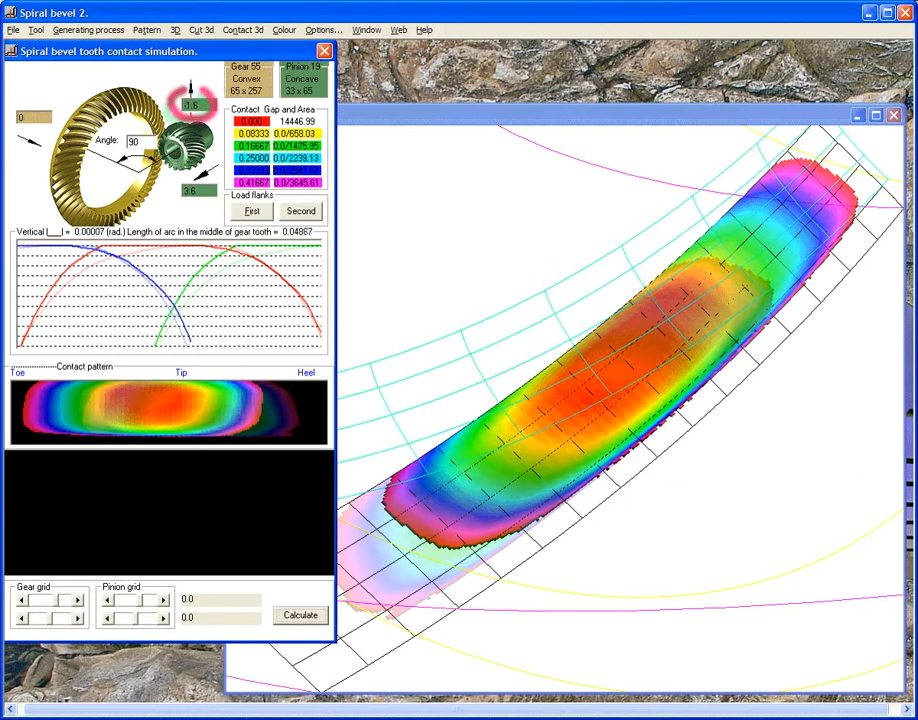 Spiral bevel 2.
File Tool Generating process Pattern 3D Cut 3d Contact 3d Colour Options... Window Web Help
Spiral bevel tooth contact simulation.
Gear 55
Convex
65 x 257
Pinion 19
Concave
33 x 65
0
-1.6
Angle: 90
3.6
Contact Gap and Area
0.000 14446.99
0.08333 0.0/658.03
0.16667 0.0/1475.95
0.25000 0.0/2239.13
0.41667 0.0/3645.61
Load flanks
First Second
Vertical |___| = 0.00007 (rad.) Length of arc in the middle of gear tooth = 0.04867
Contact pattern
Toe Tip Heel
Gear grid Pinion grid
0.0
0.0
Calculate